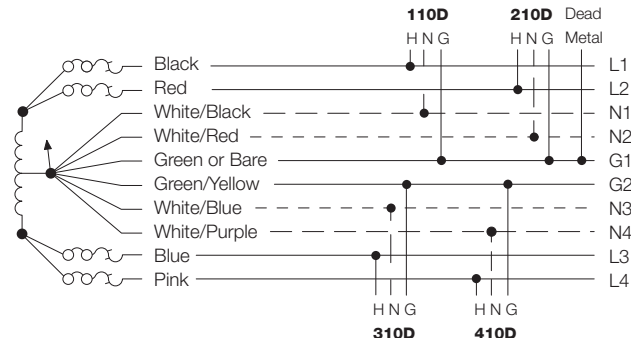 110D 210D Dead
H N G H N G Metal
Black L1
Red L2
White/Black N1
White/Red N2
Green or Bare G1
Green/Yellow G2
White/Blue N3
White/Purple N4
Blue L3
Pink L4
H N G H N G
310D 410D